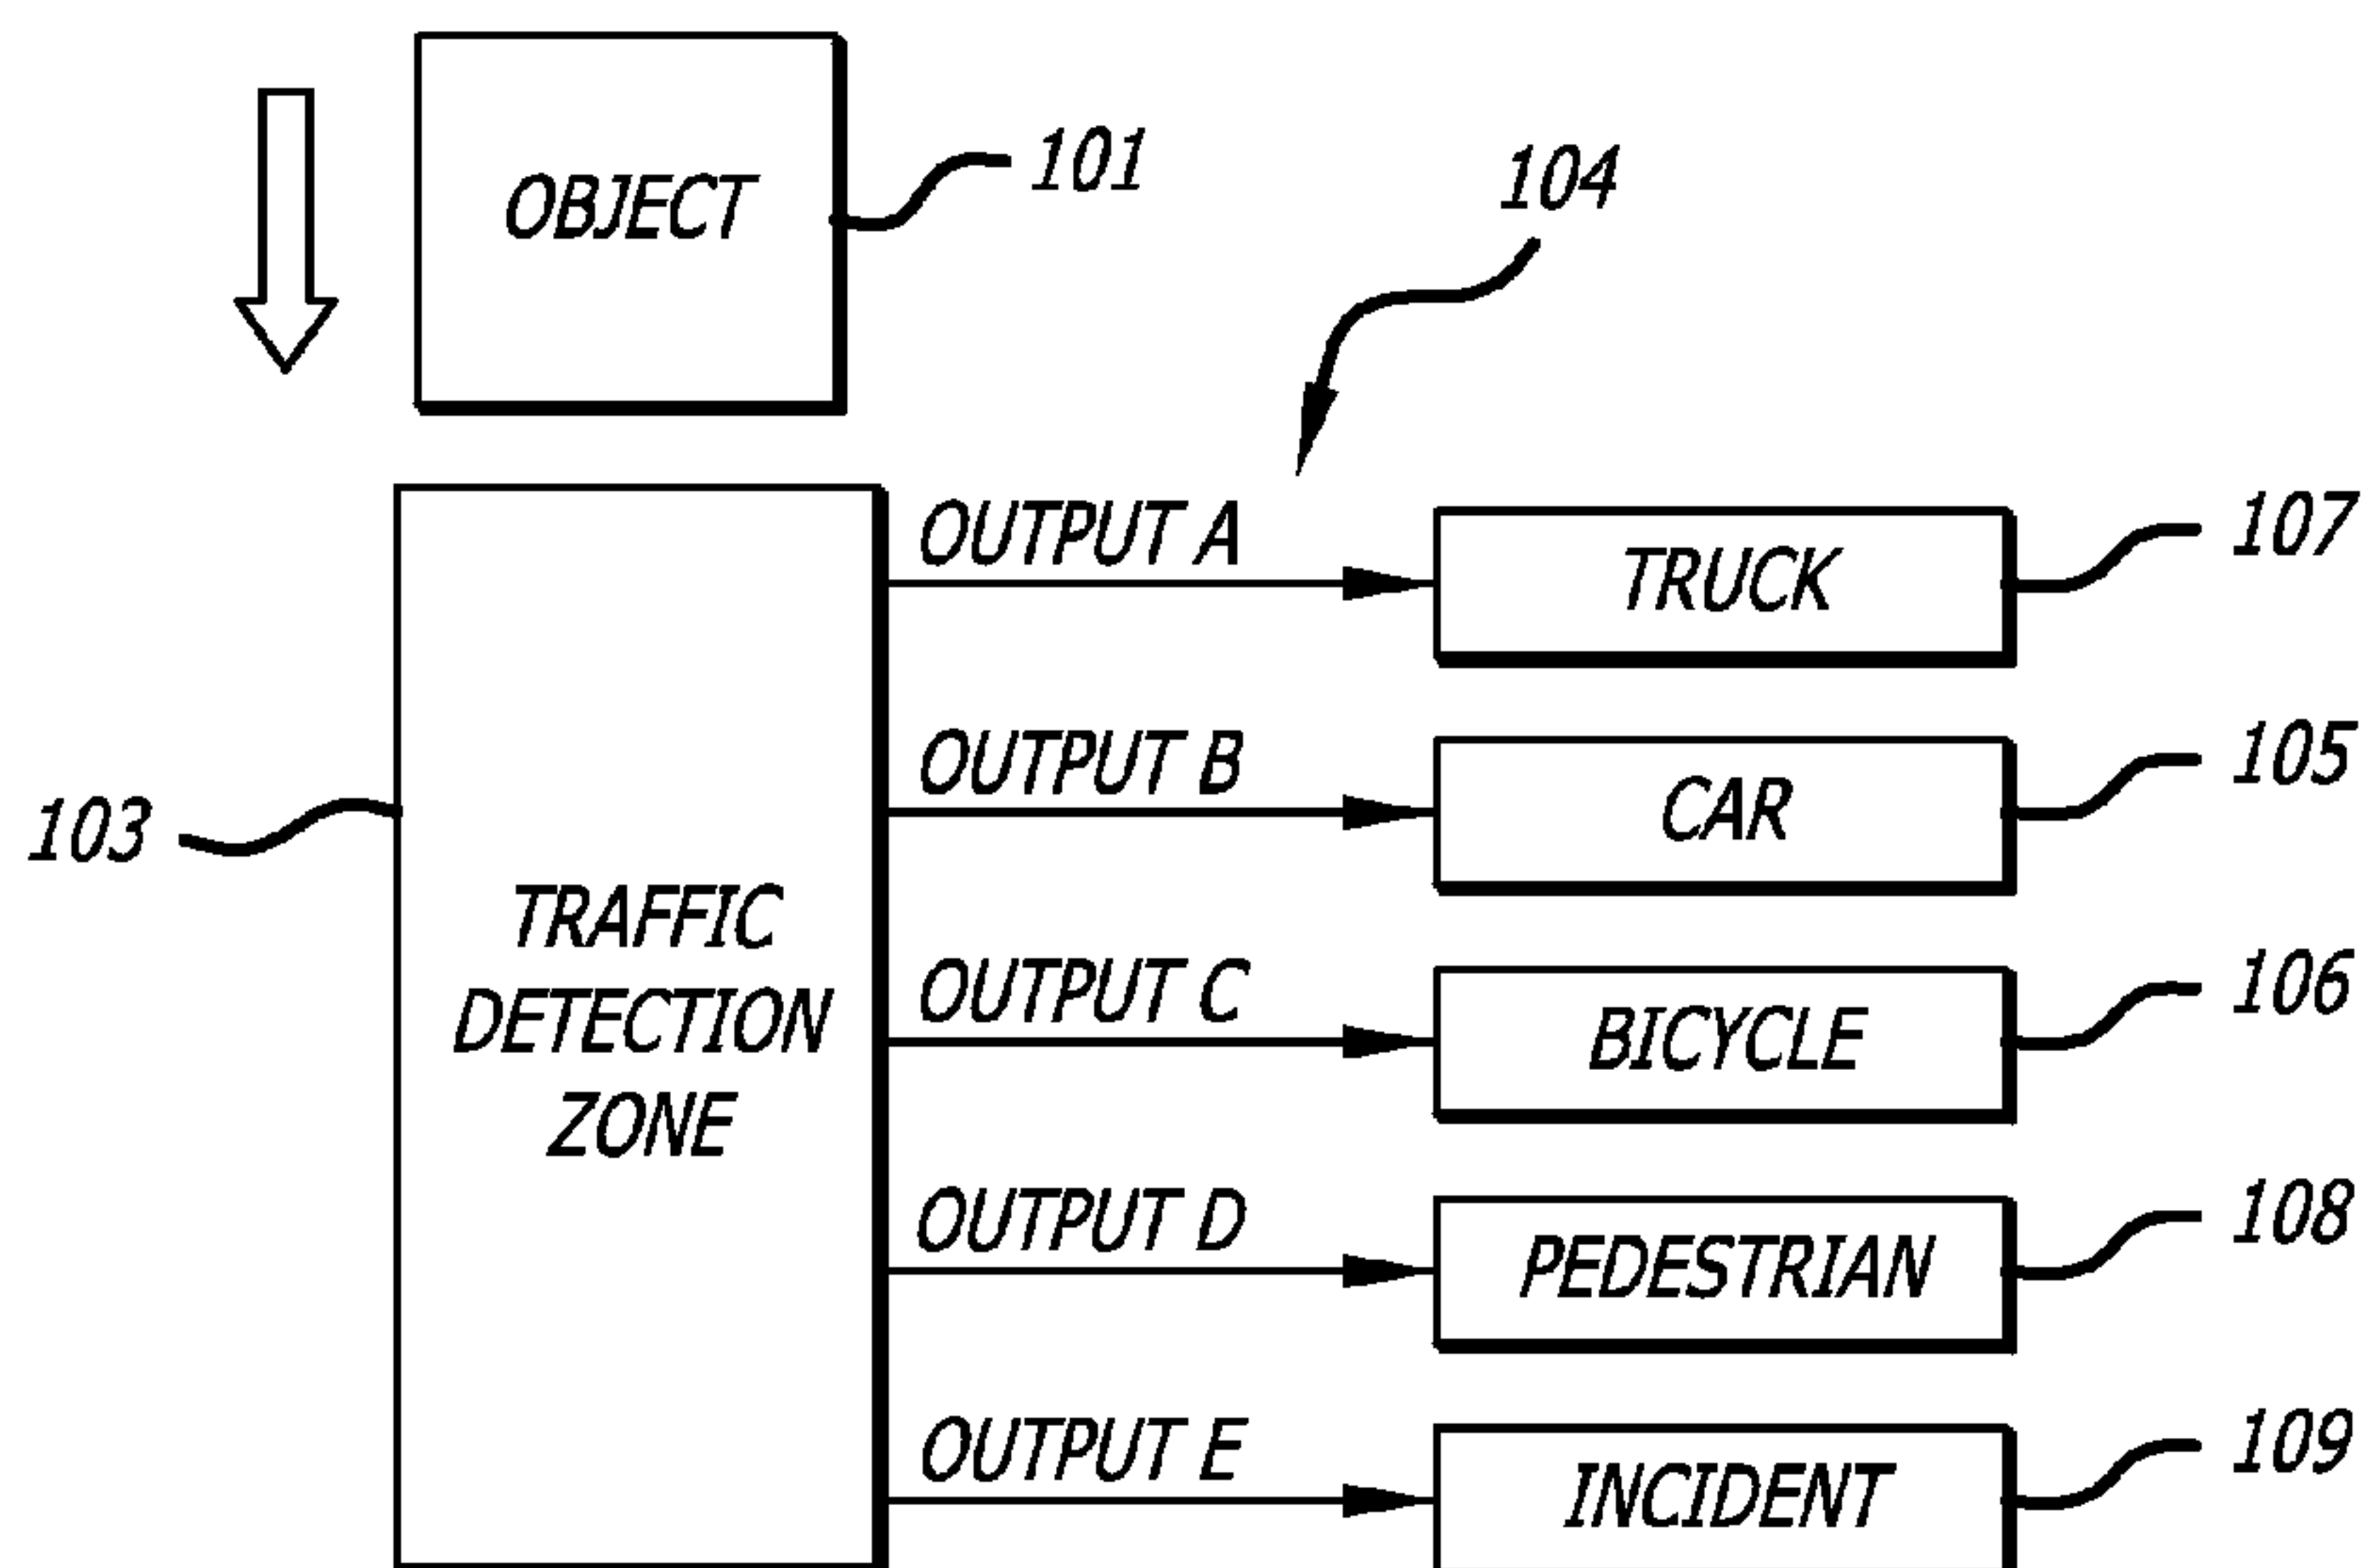 OBJECT
101
104
OUTPUT A
TRUCK
107
OUTPUT B
CAR
105
103
TRAFFIC
DETECTION
ZONE
OUTPUT C
BICYCLE
106
OUTPUT D
PEDESTRIAN
108
OUTPUT E
INCIDENT
109